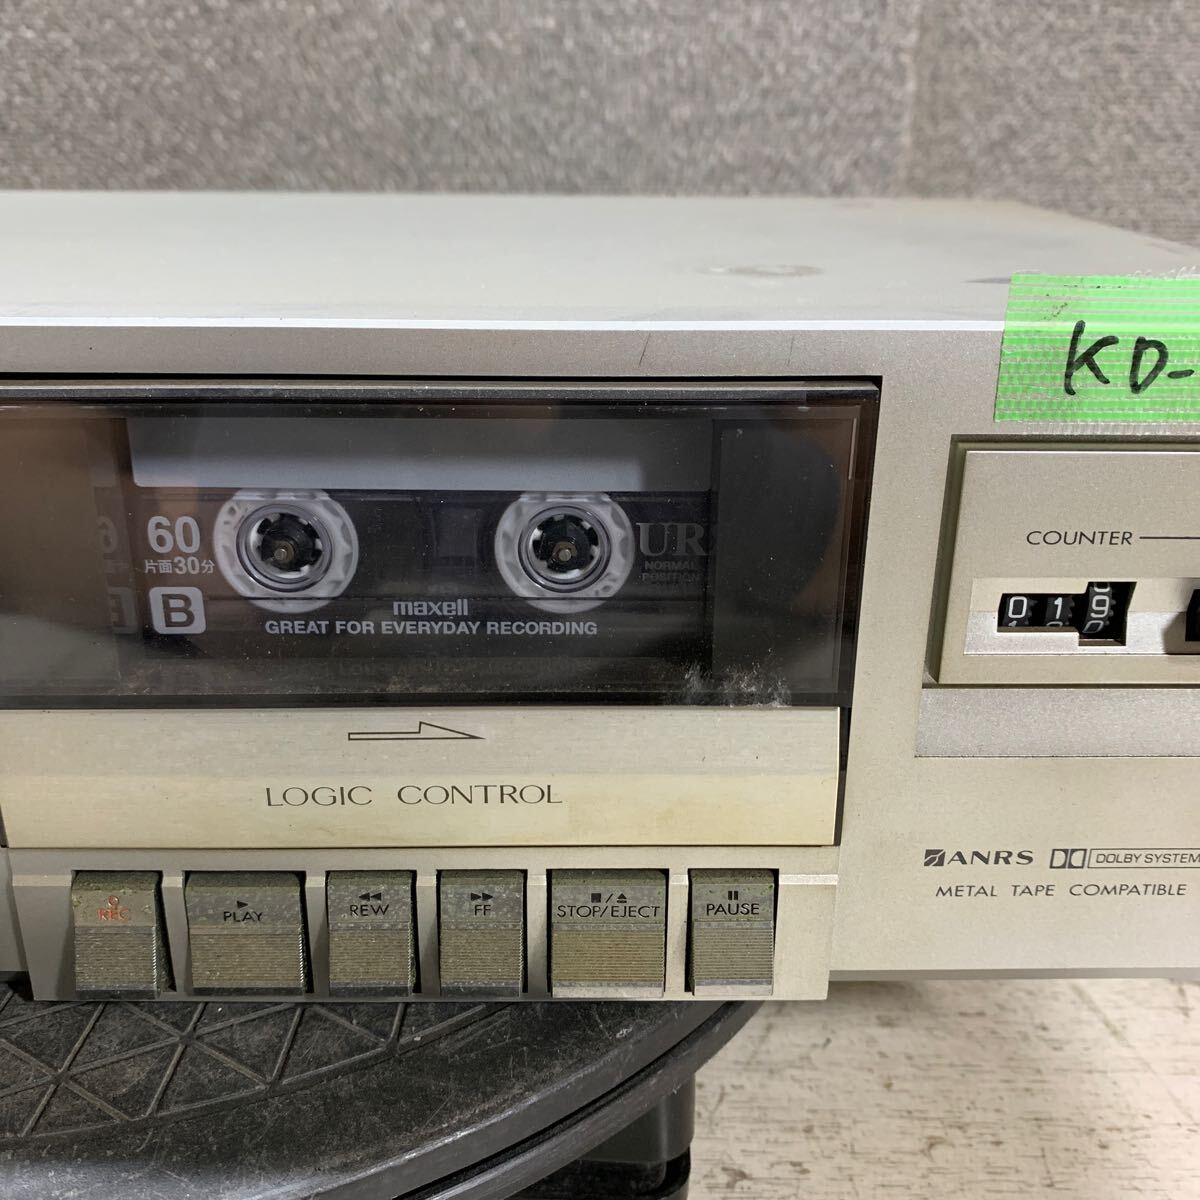 KD-
60
片面30分
B
UR
NORMAL
POSITION
maxell
GREAT FOR EVERYDAY RECORDING
COUNTER
019
LOGIC CONTROL
ANRS DOLBY SYSTEM
METAL TAPE COMPATIBLE
REC
PLAY
REW
FF
STOP/EJECT
PAUSE